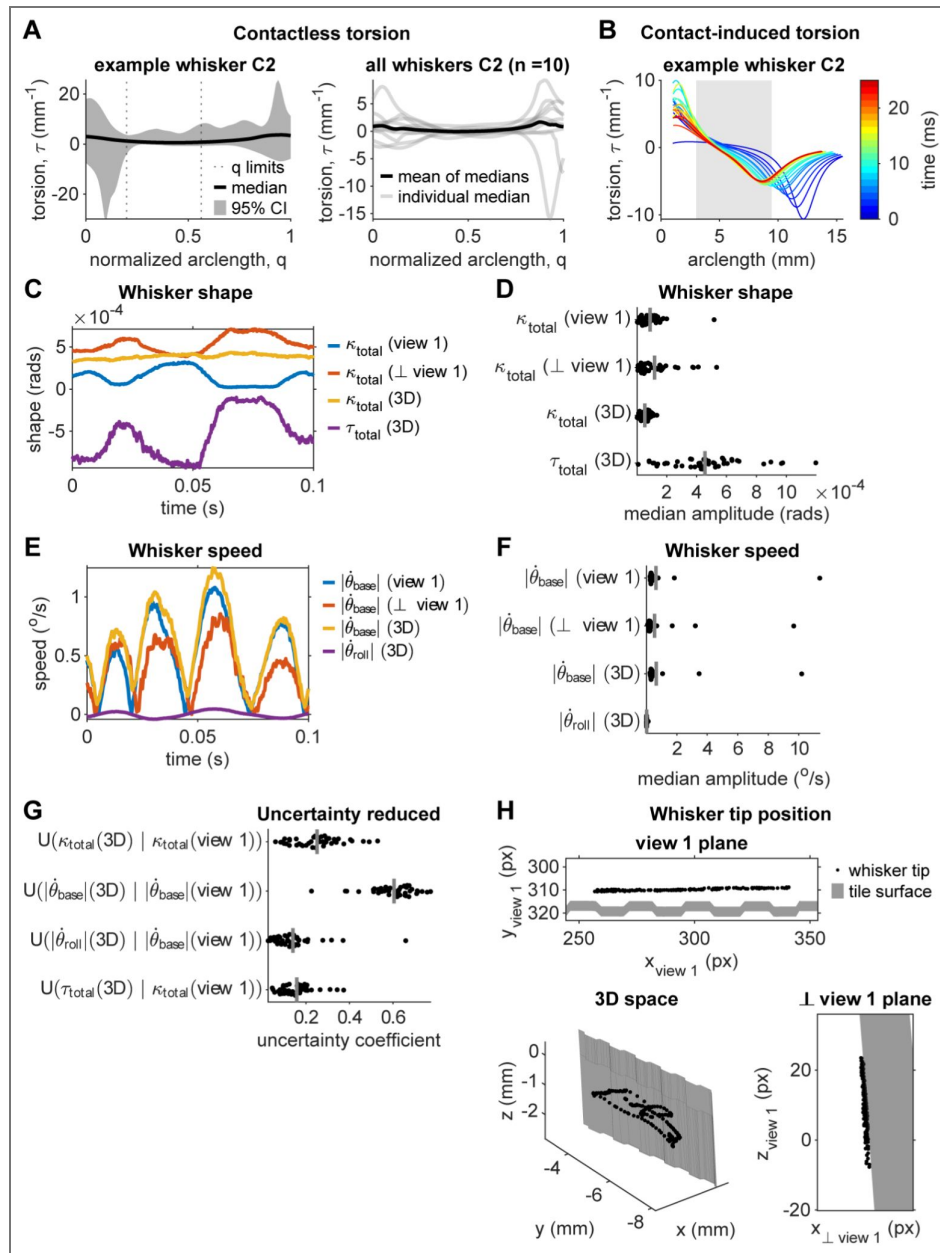 A
Contactless torsion
example whisker C2
torsion, τ (mm⁻¹)
20
0
-20
0
0.5
1
normalized arclength, q
q limits
median
95% CI
all whiskers C2 (n =10)
torsion, τ (mm⁻¹)
5
0
-5
-10
-15
0
0.5
1
normalized arclength, q
mean of medians
individual median
B
Contact-induced torsion
example whisker C2
torsion, τ (mm⁻¹)
10
0
-10
0
5
10
15
arclength (mm)
20
10
0
time (ms)
C
Whisker shape
×10⁻⁴
shape (rads)
5
0
-5
0
0.05
0.1
time (s)
κtotal (view 1)
κtotal (⊥ view 1)
κtotal (3D)
τtotal (3D)
D
Whisker shape
κtotal (view 1)
κtotal (⊥ view 1)
κtotal (3D)
τtotal (3D)
2 4 6 8 10 12
×10⁻⁴
median amplitude (rads)
E
Whisker speed
speed (°/s)
1
0.5
0
0
0.05
0.1
time (s)
|θ̇base| (view 1)
|θ̇base| (⊥ view 1)
|θ̇base| (3D)
|θ̇roll| (3D)
F
Whisker speed
|θ̇base| (view 1)
|θ̇base| (⊥ view 1)
|θ̇base| (3D)
|θ̇roll| (3D)
2 4 6 8 10
median amplitude (°/s)
G
Uncertainty reduced
U(κtotal(3D) | κtotal(view 1))
U(|θ̇base|(3D) | |θ̇base|(view 1))
U(|θ̇roll|(3D) | |θ̇base|(view 1))
U(τtotal(3D) | κtotal(view 1))
0.2 0.4 0.6
uncertainty coefficient
H
Whisker tip position
view 1 plane
yview 1 (px)
300
310
320
250
300
350
xview 1 (px)
whisker tip
tile surface
3D space
z (mm)
0
-1
-2
-4
-6
-8
y (mm)
x (mm)
⊥ view 1 plane
zview 1 (px)
20
0
-20
x⊥ view 1 (px)